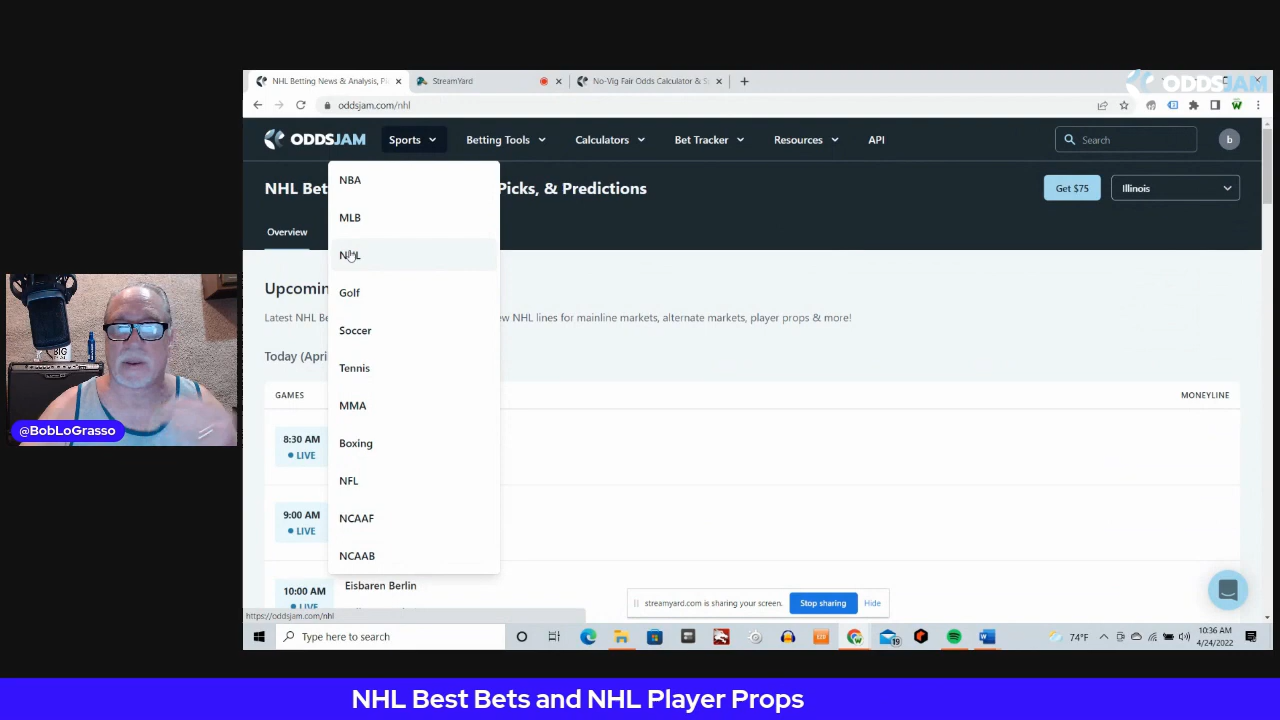 NHL Betting News & Analysis, Pi
StreamYard
No-Vig Fair Odds Calculator & S
ODDSJAM
oddsjam.com/nhl
ODDSJAM
Sports
Betting Tools
Calculators
Bet Tracker
Resources
API
Search
b
NHL Bet
Picks, & Predictions
Get $75
Illinois
Overview
NBA
MLB
NHL
Golf
Soccer
Tennis
MMA
Boxing
NFL
NCAAF
NCAAB
Upcomin
Latest NHL Be
ew NHL lines for mainline markets, alternate markets, player props & more!
Today (Apri
GAMES
MONEYLINE
8:30 AM
LIVE
9:00 AM
LIVE
10:00 AM
LIVE
Eisbaren Berlin
BIG
@BobLoGrasso
streamyard.com is sharing your screen.
Stop sharing
Hide
https://oddsjam.com/nhl
Type here to search
19
74°F
10:36 AM
4/24/2022
NHL Best Bets and NHL Player Props